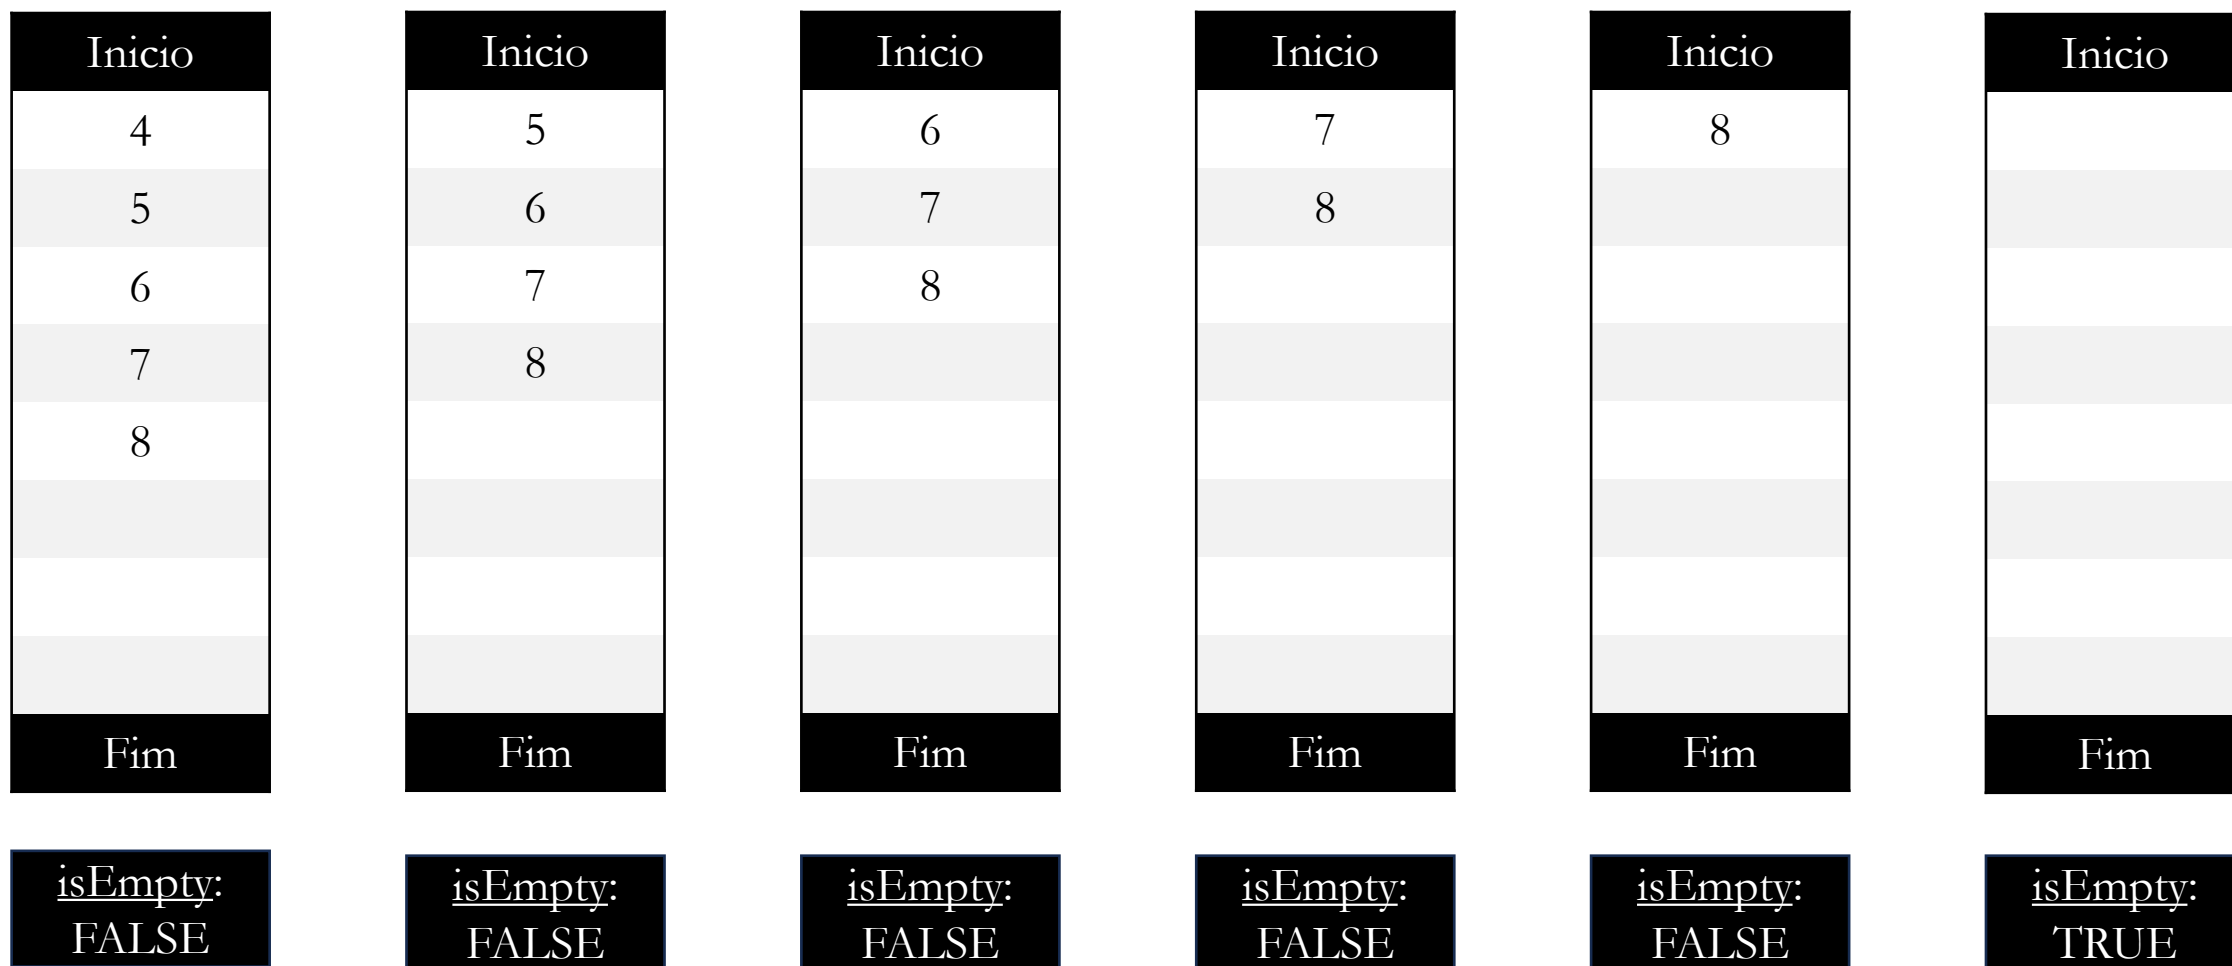 Inicio
4
5
6
7
8
Fim
isEmpty:
FALSE
Inicio
5
6
7
8
Fim
isEmpty:
FALSE
Inicio
6
7
8
Fim
isEmpty:
FALSE
Inicio
7
8
Fim
isEmpty:
FALSE
Inicio
8
Fim
isEmpty:
FALSE
Inicio
Fim
isEmpty:
TRUE